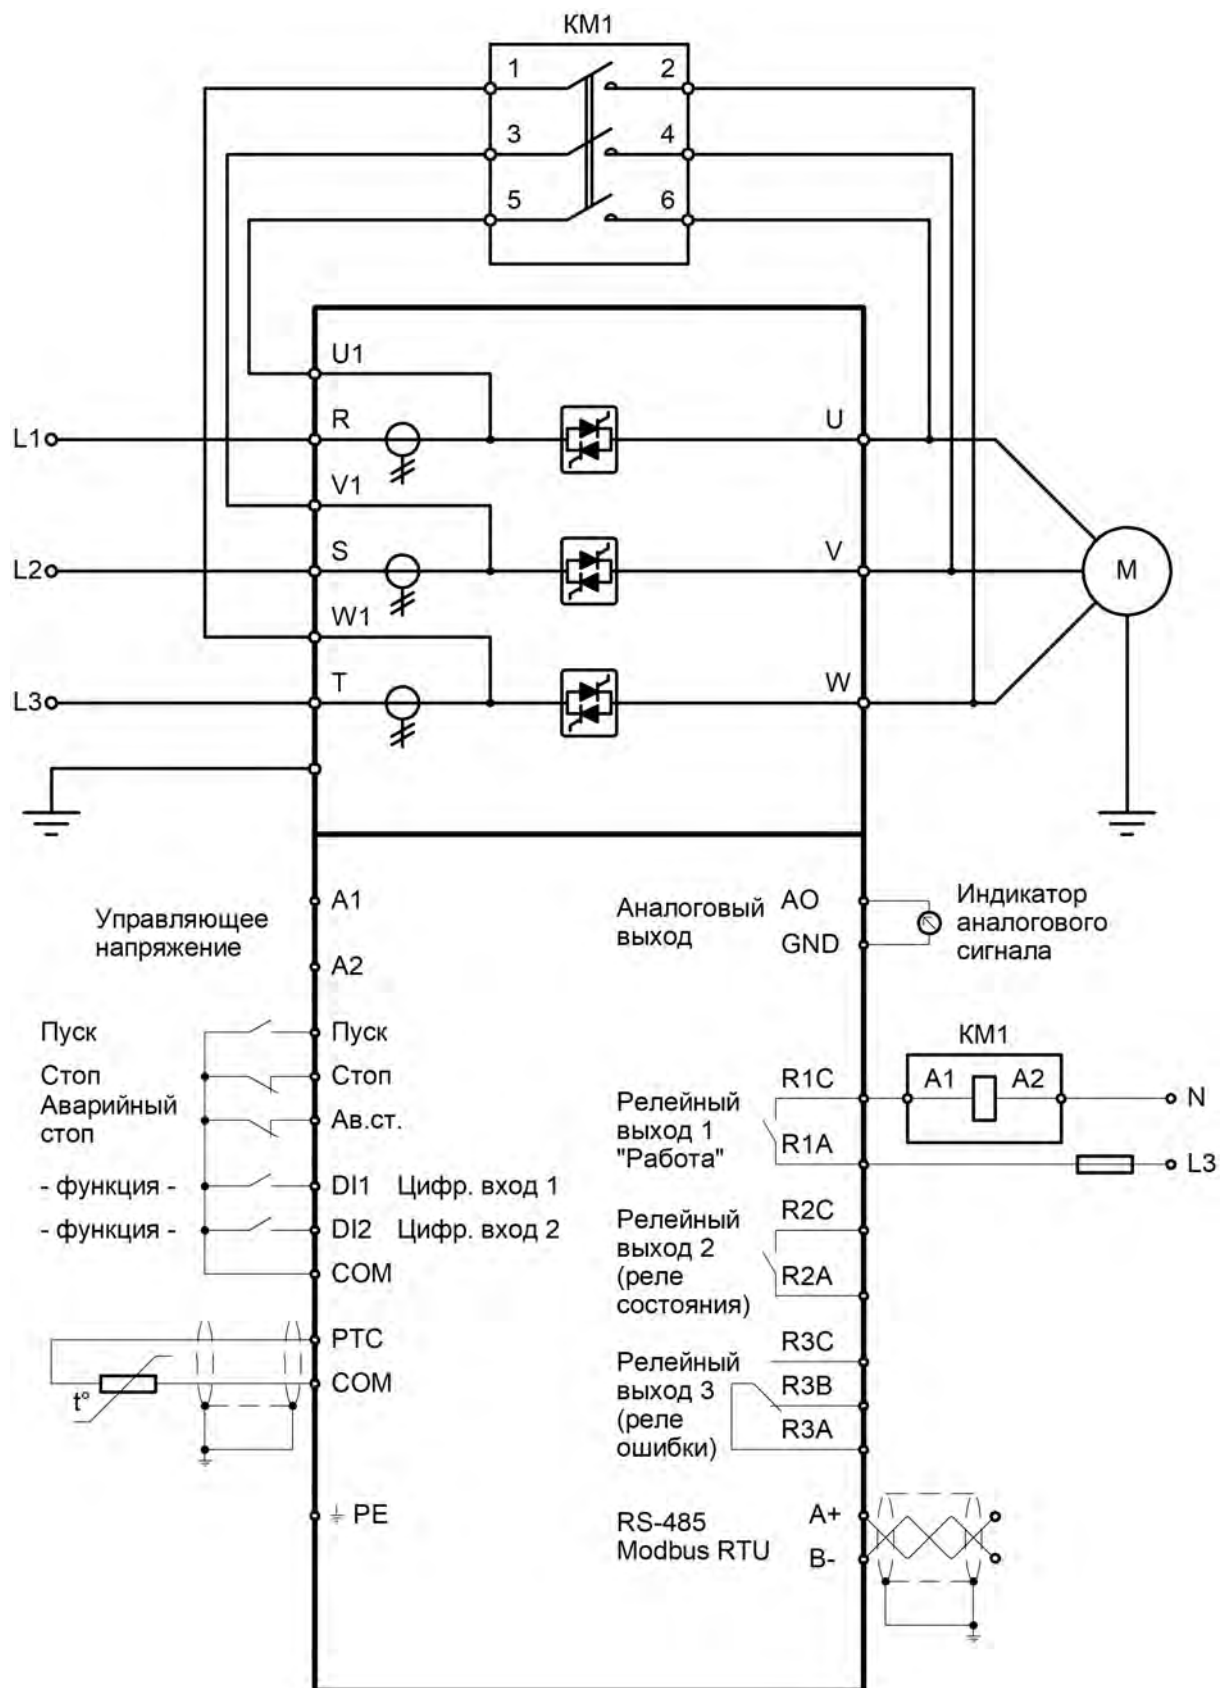 КМ1
1 2
3 4
5 6
U1
L1 R U
V1
L2 S V M
W1
L3 T W
Управляющее
напряжение
A1
A2
Аналоговый
выход
AO
GND
Индикатор
аналогового
сигнала
Пуск Пуск
Стоп Стоп
Аварийный
стоп
Ав.ст.
- функция - DI1 Цифр. вход 1
- функция - DI2 Цифр. вход 2
COM
PTC
COM
t°
PE
КМ1
A1 A2
N
L3
Релейный
выход 1
"Работа"
R1C
R1A
Релейный
выход 2
(реле
состояния)
R2C
R2A
Релейный
выход 3
(реле
ошибки)
R3C
R3B
R3A
RS-485
Modbus RTU
A+
B-